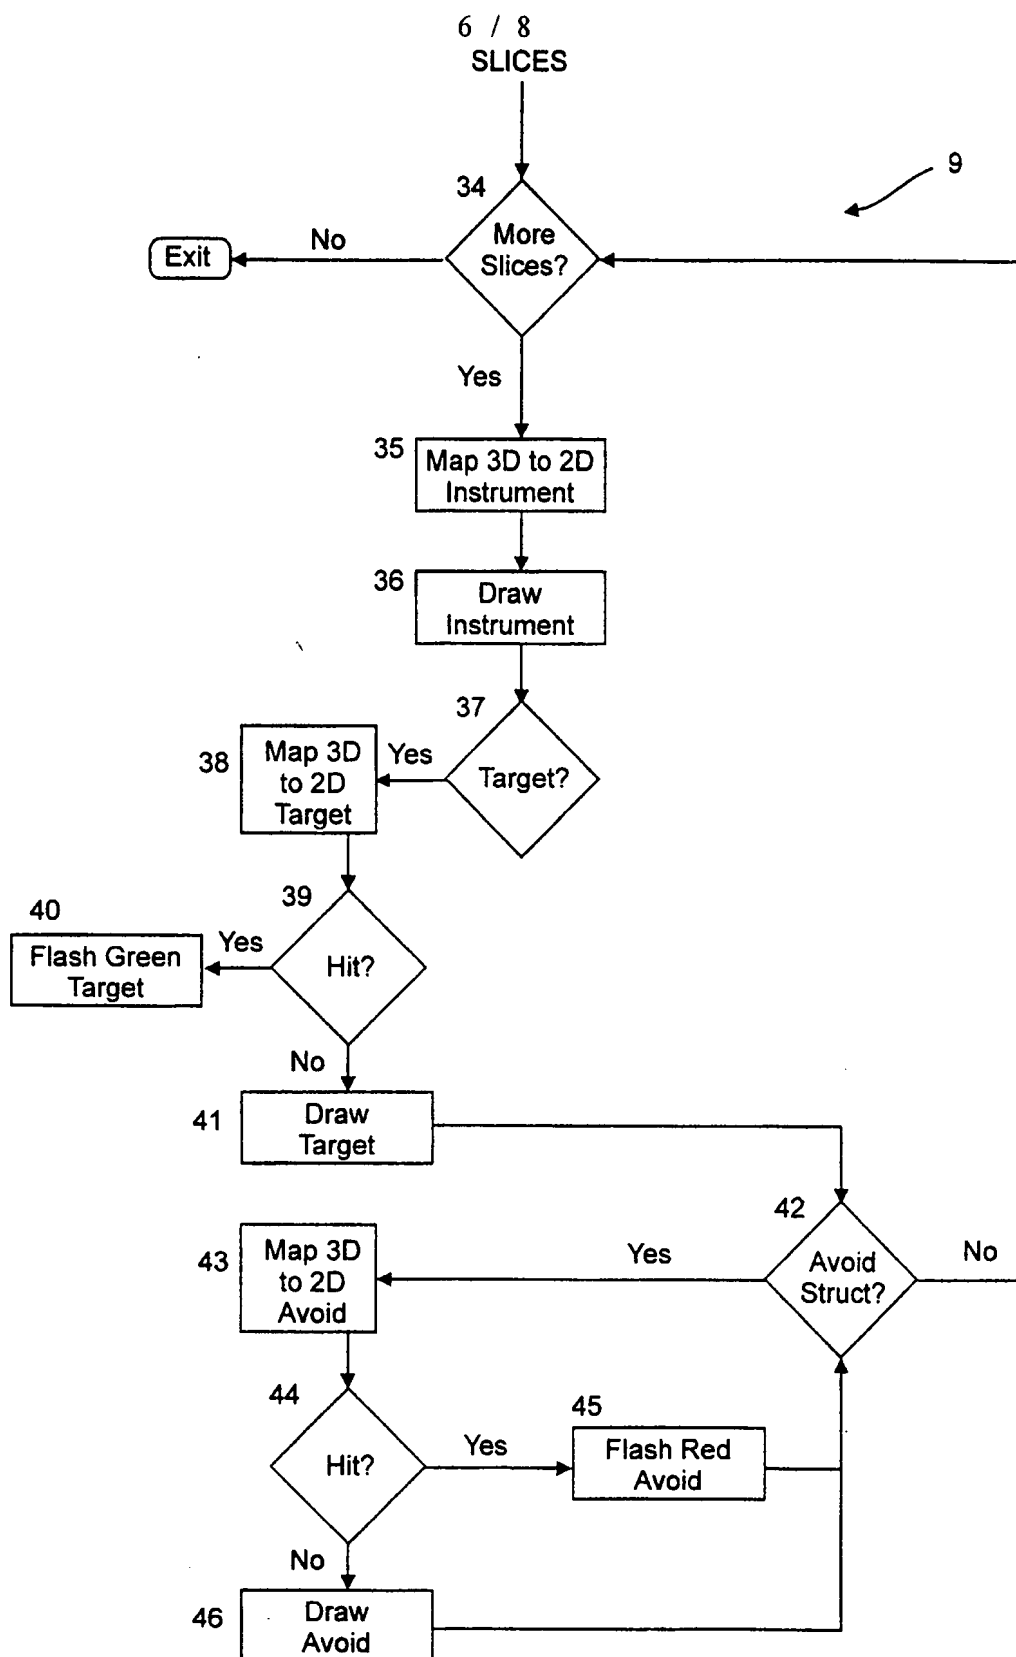 6 / 8
SLICES
9
34
More
Slices?
No
Exit
Yes
35
Map 3D to 2D
Instrument
36
Draw
Instrument
37
Target?
Yes
38
Map 3D
to 2D
Target
39
Hit?
Yes
40
Flash Green
Target
No
41
Draw
Target
42
Avoid
Struct?
No
Yes
43
Map 3D
to 2D
Avoid
44
Hit?
Yes
45
Flash Red
Avoid
No
46
Draw
Avoid